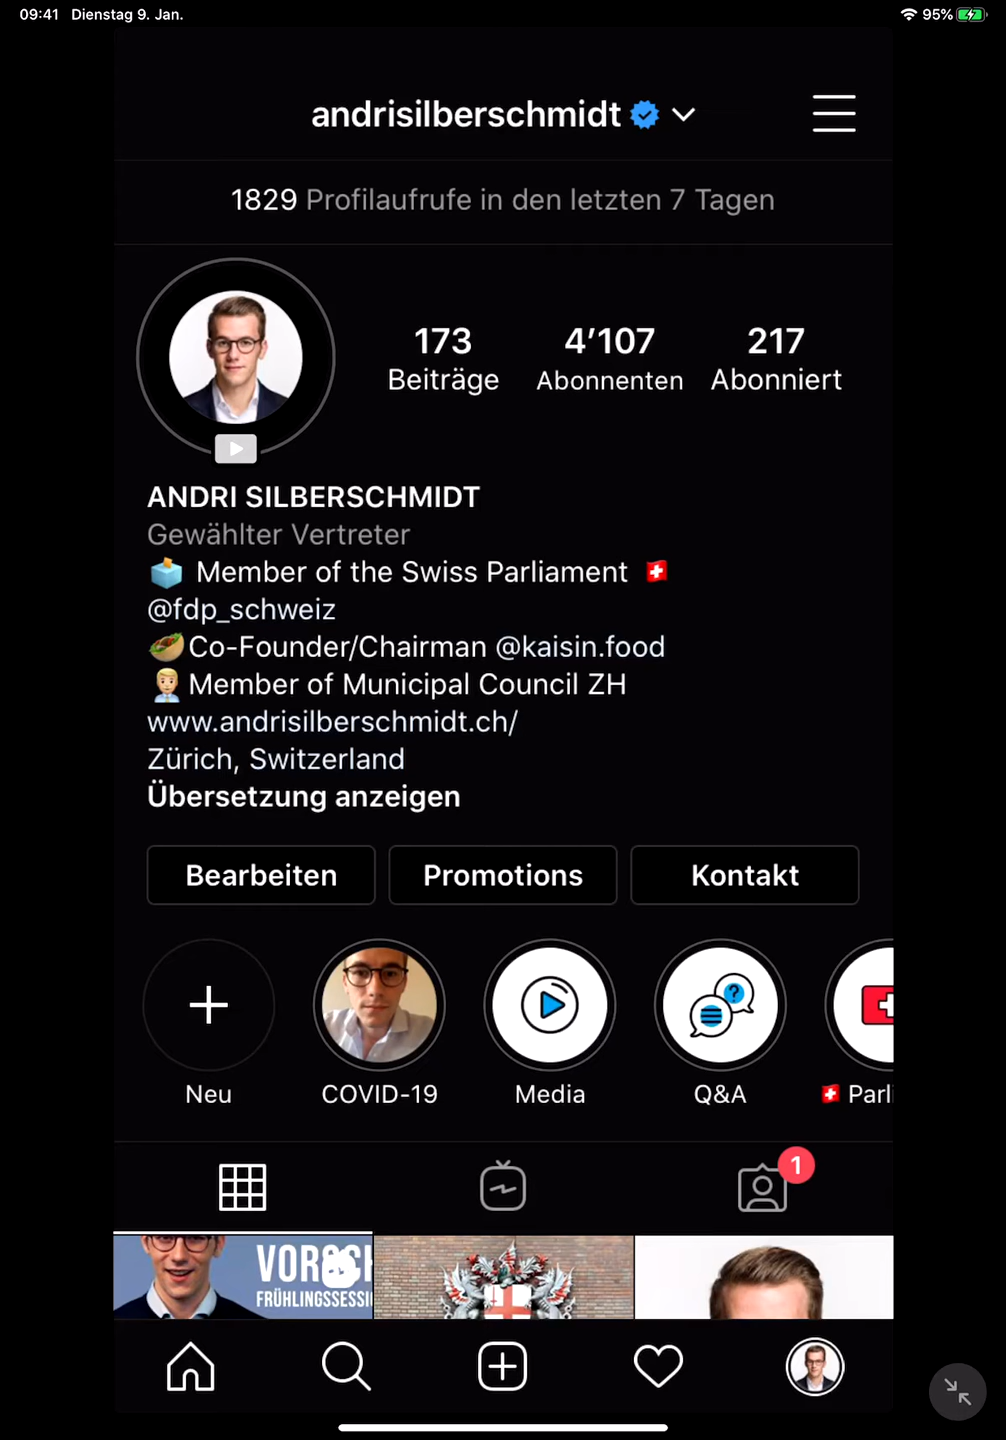 09:41 Dienstag 9. Jan.
95%
andrisilberschmidt
1829 Profilaufrufe in den letzten 7 Tagen
173 4’107 217
Beiträge Abonnenten Abonniert
ANDRI SILBERSCHMIDT
Gewählter Vertreter
Member of the Swiss Parliament
@fdp_schweiz
Co-Founder/Chairman @kaisin.food
Member of Municipal Council ZH
www.andrisilberschmidt.ch/
Zürich, Switzerland
Übersetzung anzeigen
Bearbeiten Promotions Kontakt
Neu COVID-19 Media Q&A Parli
1
FRÜHLINGSSESSI